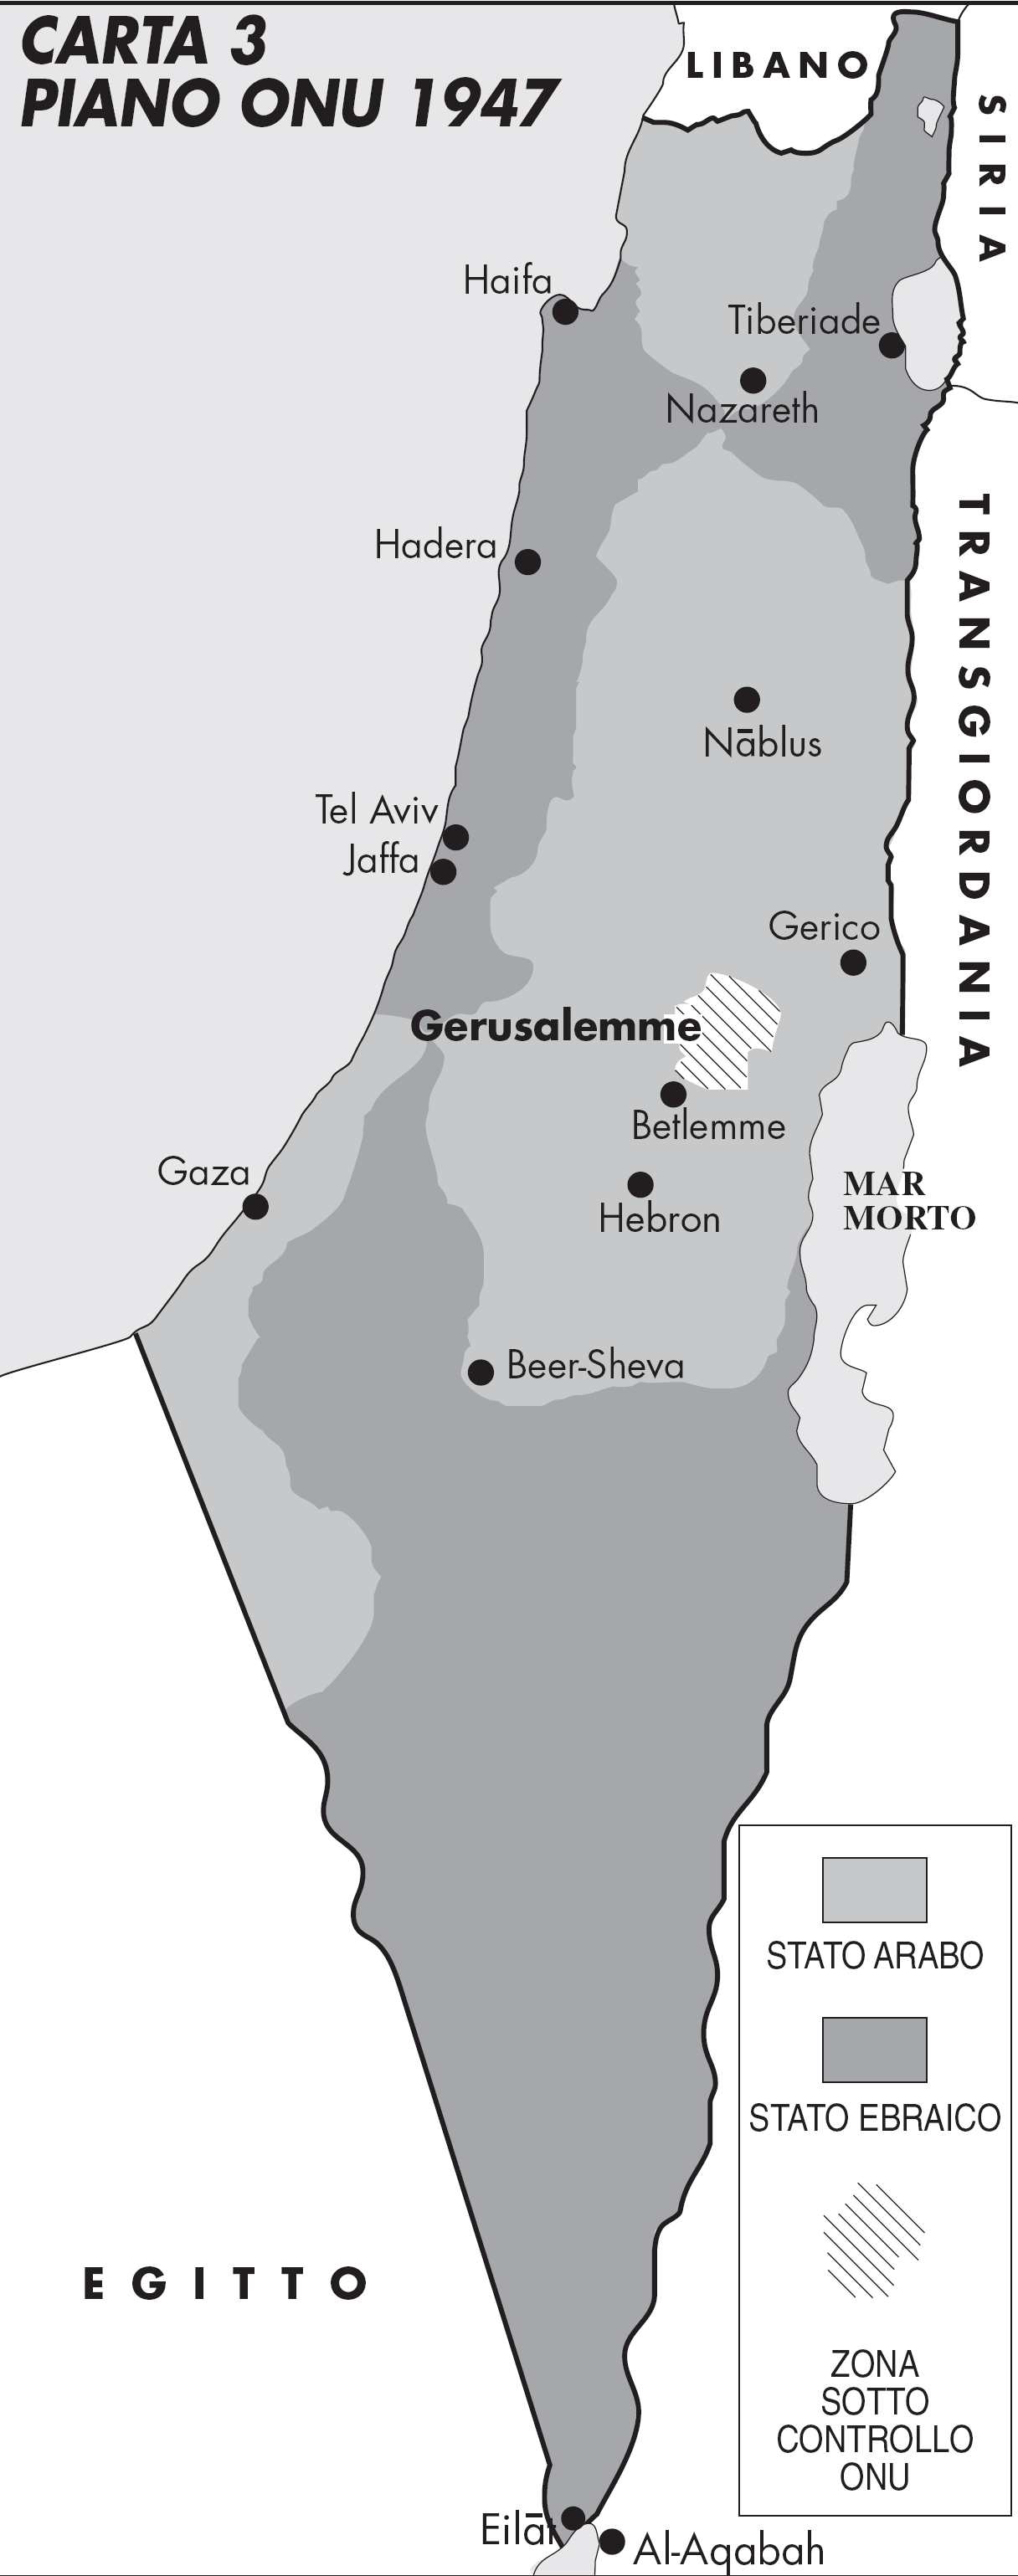 CARTA 3
PIANO ONU 1947
LIBANO
SIRIA
Haifa
Tiberiade
Nazareth
TRANSGIORDANIA
Hadera
Nāblus
Tel Aviv
Jaffa
Gerico
Gerusalemme
Betlemme
Gaza
MAR
MORTO
Hebron
Beer-Sheva
STATO ARABO
STATO EBRAICO
EGITTO
ZONA
SOTTO
CONTROLLO
ONU
Eilāt
Al-Aqabah